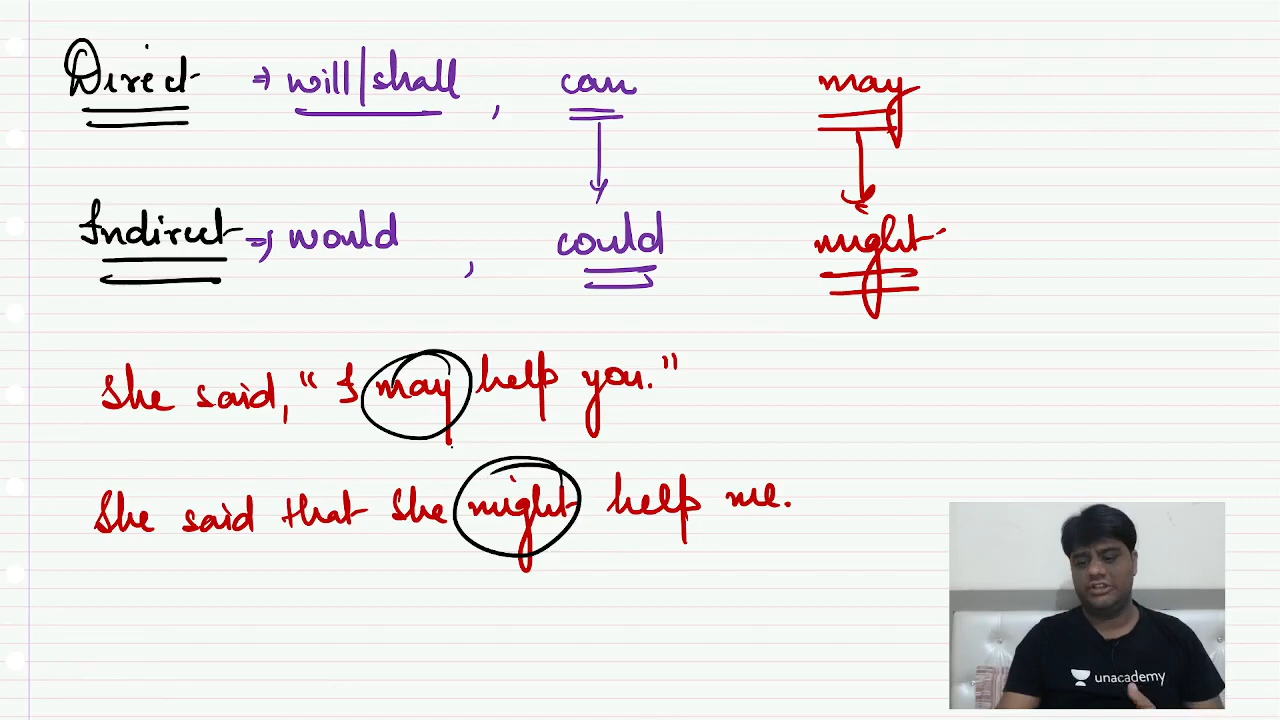 Direct ⇒ will/shall, can may
Indirect ⇒ would, could might
She said, "I may help you."
She said that she might help me.
unacademy